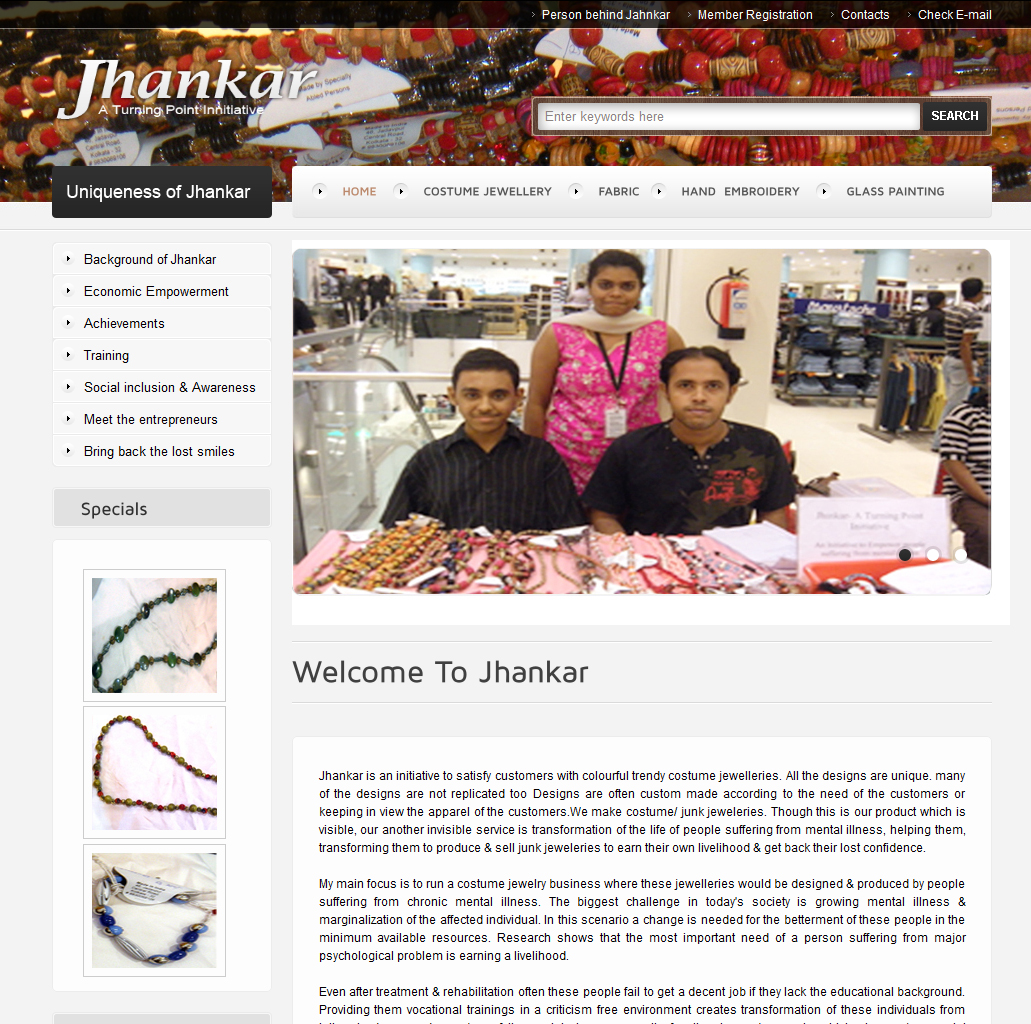 Person behind Jahnkar Member Registration Contacts Check E-mail
Jhankar
A Turning Point Innitiative
made by Specially
Abled Persons
Enter keywords here SEARCH
Uniqueness of Jhankar
HOME COSTUME JEWELLERY FABRIC HAND EMBROIDERY GLASS PAINTING
Background of Jhankar
Economic Empowerment
Achievements
Training
Social inclusion & Awareness
Meet the entrepreneurs
Bring back the lost smiles
Specials
Jhankar- A Turning Point
Initiative
Welcome To Jhankar
Jhankar is an initiative to satisfy customers with colourful trendy costume jewelleries. All the designs are unique. many
of the designs are not replicated too Designs are often custom made according to the need of the customers or
keeping in view the apparel of the customers.We make costume/ junk jeweleries. Though this is our product which is
visible, our another invisible service is transformation of the life of people suffering from mental illness, helping them,
transforming them to produce & sell junk jeweleries to earn their own livelihood & get back their lost confidence.
My main focus is to run a costume jewelry business where these jewelleries would be designed & produced by people
suffering from chronic mental illness. The biggest challenge in today's society is growing mental illness &
marginalization of the affected individual. In this scenario a change is needed for the betterment of these people in the
minimum available resources. Research shows that the most important need of a person suffering from major
psychological problem is earning a livelihood.
Even after treatment & rehabilitation often these people fail to get a decent job if they lack the educational background.
Providing them vocational trainings in a criticism free environment creates transformation of these individuals from